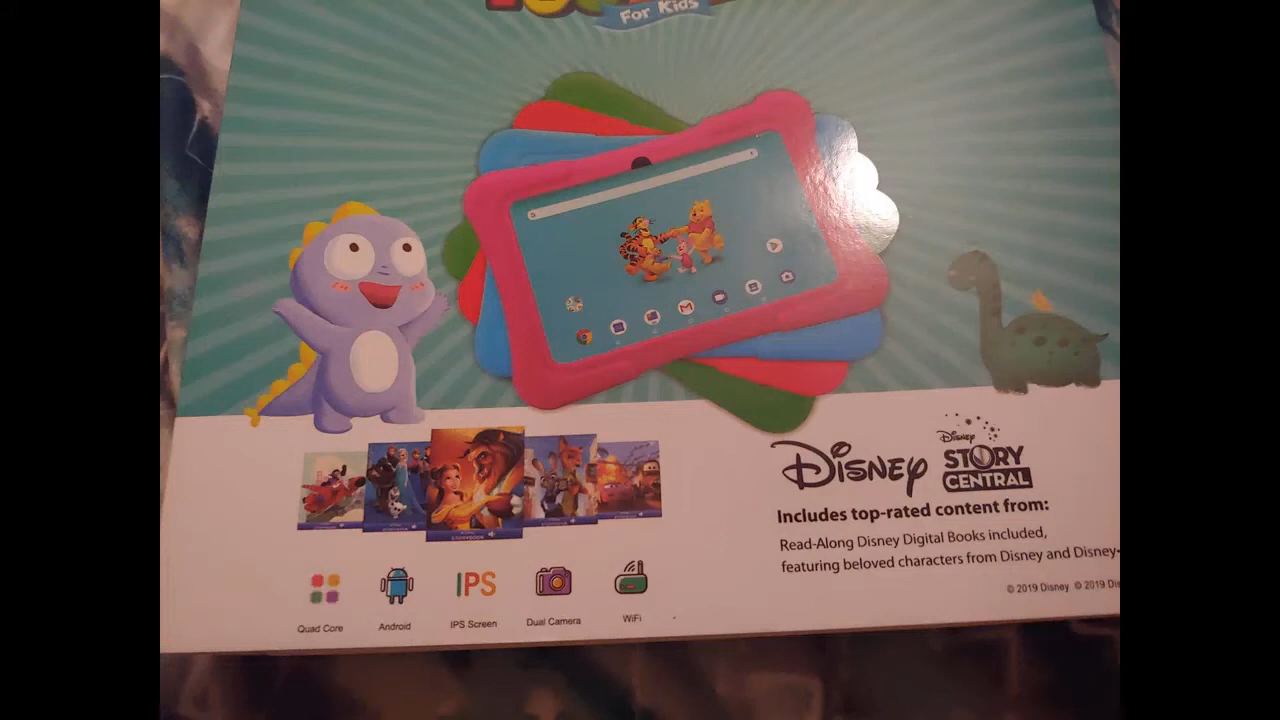 For Kids
Disney
Disney
STORY
CENTRAL
Includes top-rated content from:
Read-Along Disney Digital Books included,
featuring beloved characters from Disney and Disney•
© 2019 Disney © 2019 Dis
IPS
Quad Core
Android
IPS Screen
Dual Camera
WiFi